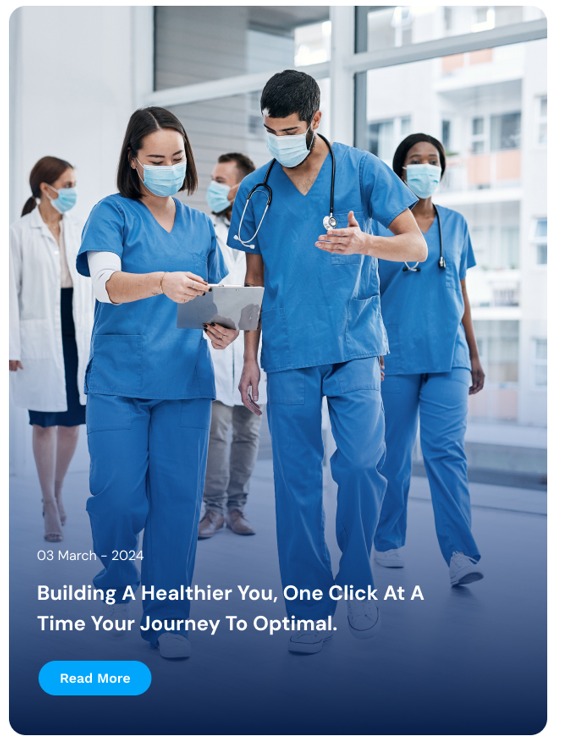 03 March - 2024
Building A Healthier You, One Click At A
Time Your Journey To Optimal.
Read More